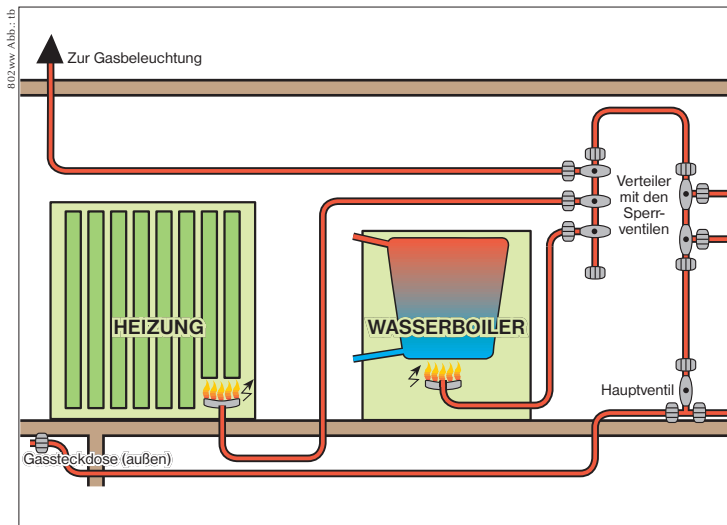 802ww Abb.: tb
Zur Gasbeleuchtung
Verteiler
mit den
Sperr-
ventilen
HEIZUNG
WASSERBOILER
Hauptventil
Gassteckdose (außen)